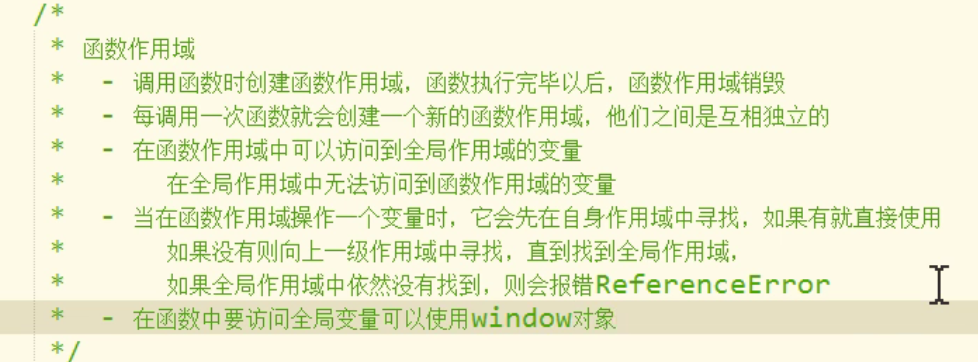 /*
* 函数作用域
* - 调用函数时创建函数作用域，函数执行完毕以后，函数作用域销毁
* - 每调用一次函数就会创建一个新的函数作用域，他们之间是互相独立的
* - 在函数作用域中可以访问到全局作用域的变量
* 在全局作用域中无法访问到函数作用域的变量
* - 当在函数作用域操作一个变量时，它会先在自身作用域中寻找，如果有就直接使用
* 如果没有则向上一级作用域中寻找，直到找到全局作用域，
* 如果全局作用域中依然没有找到，则会报错ReferenceError
* - 在函数中要访问全局变量可以使用window对象
*/